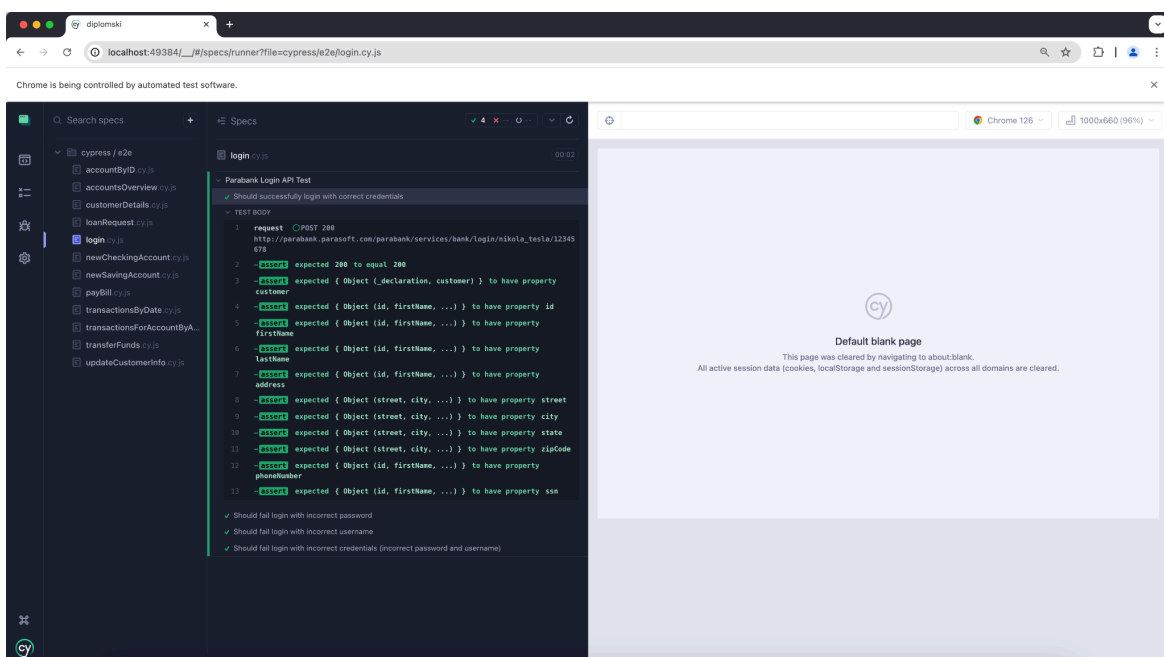 diplomski
localhost:49384/__/#/specs/runner?file=cypress/e2e/login.cy.js
Chrome is being controlled by automated test software.
Search specs
cypress / e2e
accountByID.cy.js
accountsOverview.cy.js
customerDetails.cy.js
loanRequest.cy.js
login.cy.js
newCheckingAccount.cy.js
newSavingAccount.cy.js
payBill.cy.js
transactionsByDate.cy.js
transactionsForAccountByA...
transferFunds.cy.js
updateCustomerInfo.cy.js
cy
Specs
4 -- --
login.cy.js 00:02
Parabank Login API Test
Should successfully login with correct credentials
TEST BODY
1 request POST 200
http://parabank.parasoft.com/parabank/services/bank/login/nikola_tesla/12345
678
2 -assert expected 200 to equal 200
3 -assert expected { Object (_declaration, customer) } to have property
customer
4 -assert expected { Object (id, firstName, ...) } to have property id
5 -assert expected { Object (id, firstName, ...) } to have property
firstName
6 -assert expected { Object (id, firstName, ...) } to have property
lastName
7 -assert expected { Object (id, firstName, ...) } to have property
address
8 -assert expected { Object (street, city, ...) } to have property street
9 -assert expected { Object (street, city, ...) } to have property city
10 -assert expected { Object (street, city, ...) } to have property state
11 -assert expected { Object (street, city, ...) } to have property zipCode
12 -assert expected { Object (id, firstName, ...) } to have property
phoneNumber
13 -assert expected { Object (id, firstName, ...) } to have property ssn
Should fail login with incorrect password
Should fail login with incorrect username
Should fail login with incorrect credentials (incorrect password and username)
Chrome 126
1000x660 (96%)
cy
Default blank page
This page was cleared by navigating to about:blank.
All active session data (cookies, localStorage and sessionStorage) across all domains are cleared.